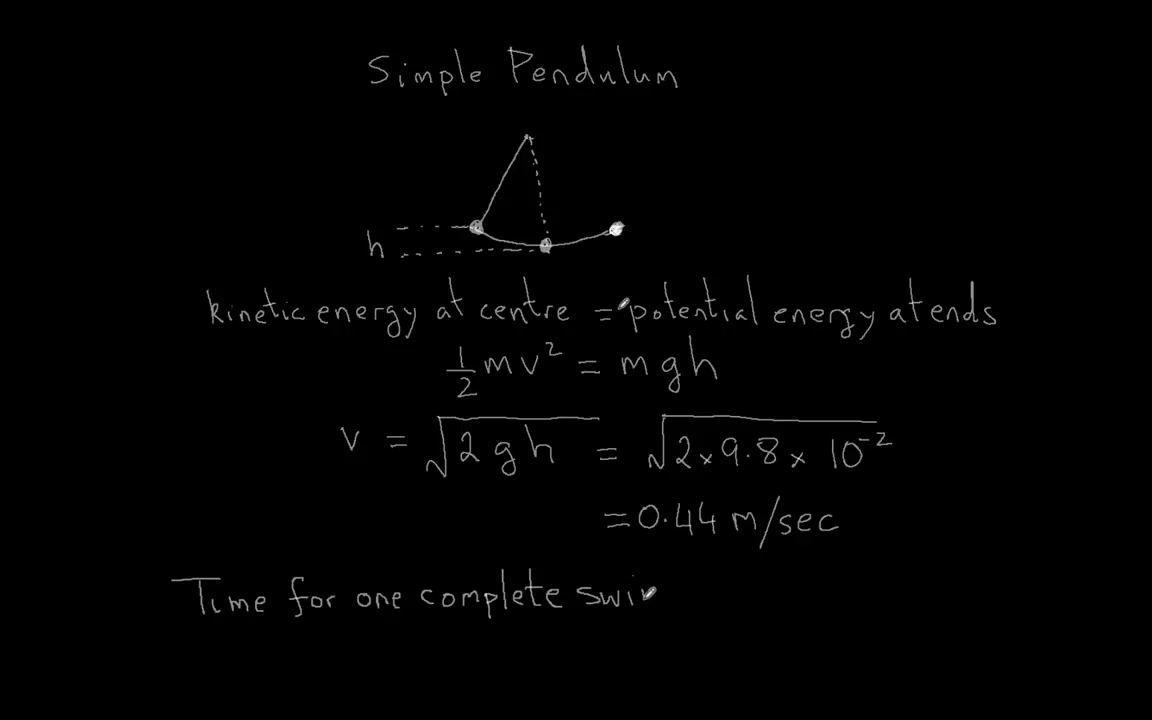 Simple Pendulum
h
kinetic energy at centre = potential energy at ends
½mv² = mgh
v = √2gh = √2×9.8×10⁻²
= 0.44 m/sec
Time for one complete swi